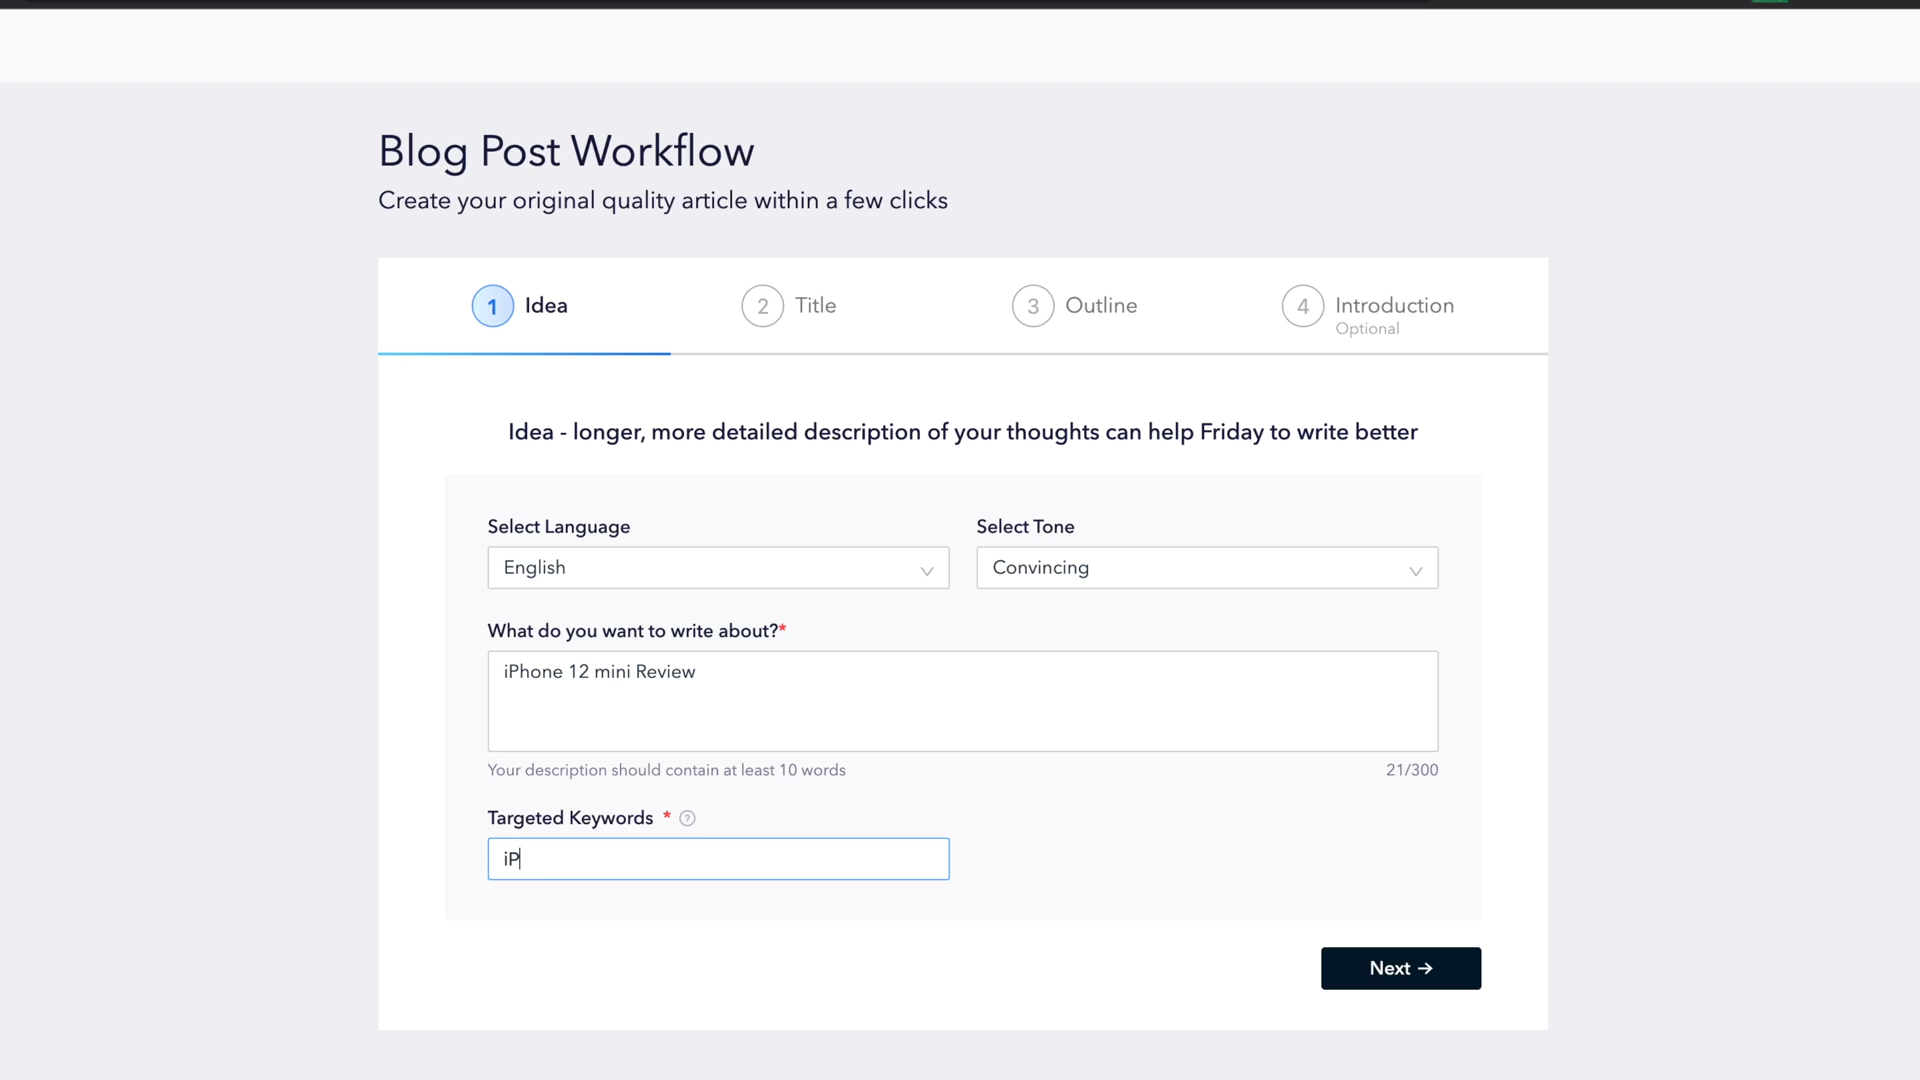 Blog Post Workflow
Create your original quality article within a few clicks
1 Idea
2 Title
3 Outline
4 Introduction
Optional
Idea - longer, more detailed description of your thoughts can help Friday to write better
Select Language
Select Tone
English
Convincing
What do you want to write about?*
iPhone 12 mini Review
Your description should contain at least 10 words
21/300
Targeted Keywords * ?
iP
Next →